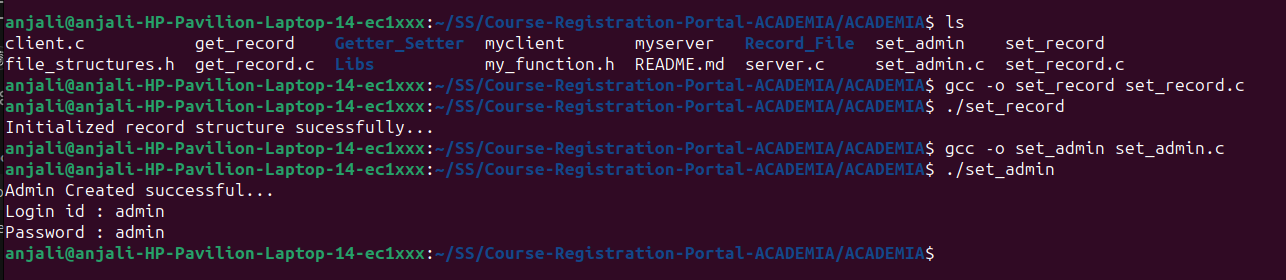 anjali@anjali-HP-Pavilion-Laptop-14-ec1xxx:~/SS/Course-Registration-Portal-ACADEMIA/ACADEMIA$ ls
client.c get_record Getter_Setter myclient myserver Record_File set_admin set_record
file_structures.h get_record.c Libs my_function.h README.md server.c set_admin.c set_record.c
anjali@anjali-HP-Pavilion-Laptop-14-ec1xxx:~/SS/Course-Registration-Portal-ACADEMIA/ACADEMIA$ gcc -o set_record set_record.c
anjali@anjali-HP-Pavilion-Laptop-14-ec1xxx:~/SS/Course-Registration-Portal-ACADEMIA/ACADEMIA$ ./set_record
Initialized record structure sucessfully...
anjali@anjali-HP-Pavilion-Laptop-14-ec1xxx:~/SS/Course-Registration-Portal-ACADEMIA/ACADEMIA$ gcc -o set_admin set_admin.c
anjali@anjali-HP-Pavilion-Laptop-14-ec1xxx:~/SS/Course-Registration-Portal-ACADEMIA/ACADEMIA$ ./set_admin
Admin Created successful...
Login id : admin
Password : admin
anjali@anjali-HP-Pavilion-Laptop-14-ec1xxx:~/SS/Course-Registration-Portal-ACADEMIA/ACADEMIA$